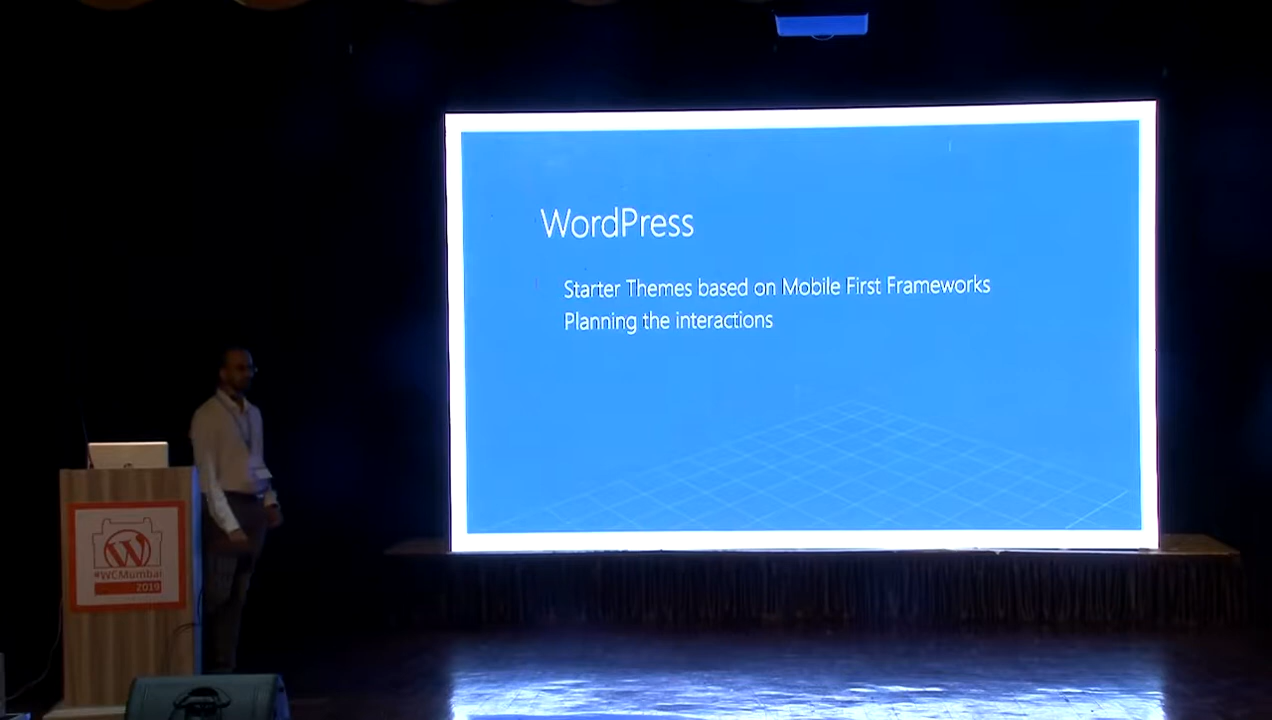 WordPress
Starter Themes based on Mobile First Frameworks
Planning the interactions
#WCMumbai
2019